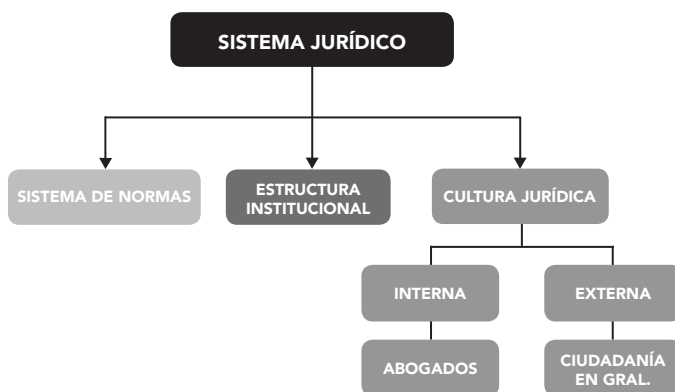 SISTEMA JURÍDICO
SISTEMA DE NORMAS
ESTRUCTURA
INSTITUCIONAL
CULTURA JURÍDICA
INTERNA
EXTERNA
ABOGADOS
CIUDADANÍA
EN GRAL.